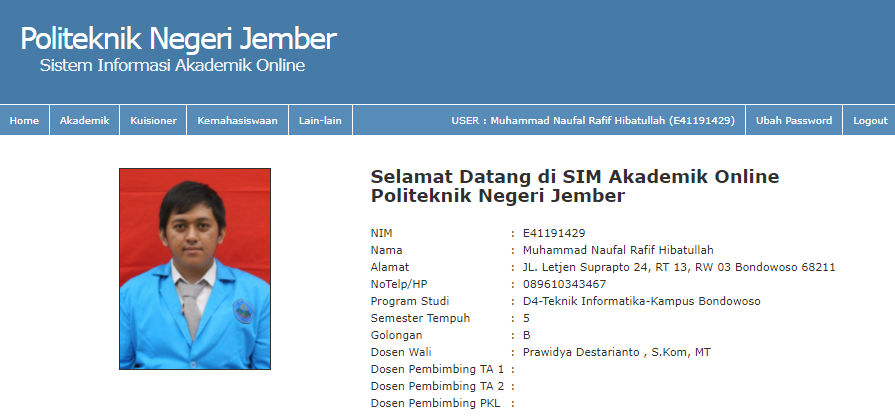 Politeknik Negeri Jember
Sistem Informasi Akademik Online
Home Akademik Kuisioner Kemahasiswaan Lain-lain USER : Muhammad Naufal Rafif Hibatullah (E41191429) Ubah Password Logout
Selamat Datang di SIM Akademik Online
Politeknik Negeri Jember
NIM : E41191429
Nama : Muhammad Naufal Rafif Hibatullah
Alamat : JL. Letjen Suprapto 24, RT 13, RW 03 Bondowoso 68211
NoTelp/HP : 089610343467
Program Studi : D4-Teknik Informatika-Kampus Bondowoso
Semester Tempuh : 5
Golongan : B
Dosen Wali : Prawidya Destarianto , S.Kom, MT
Dosen Pembimbing TA 1 :
Dosen Pembimbing TA 2 :
Dosen Pembimbing PKL :